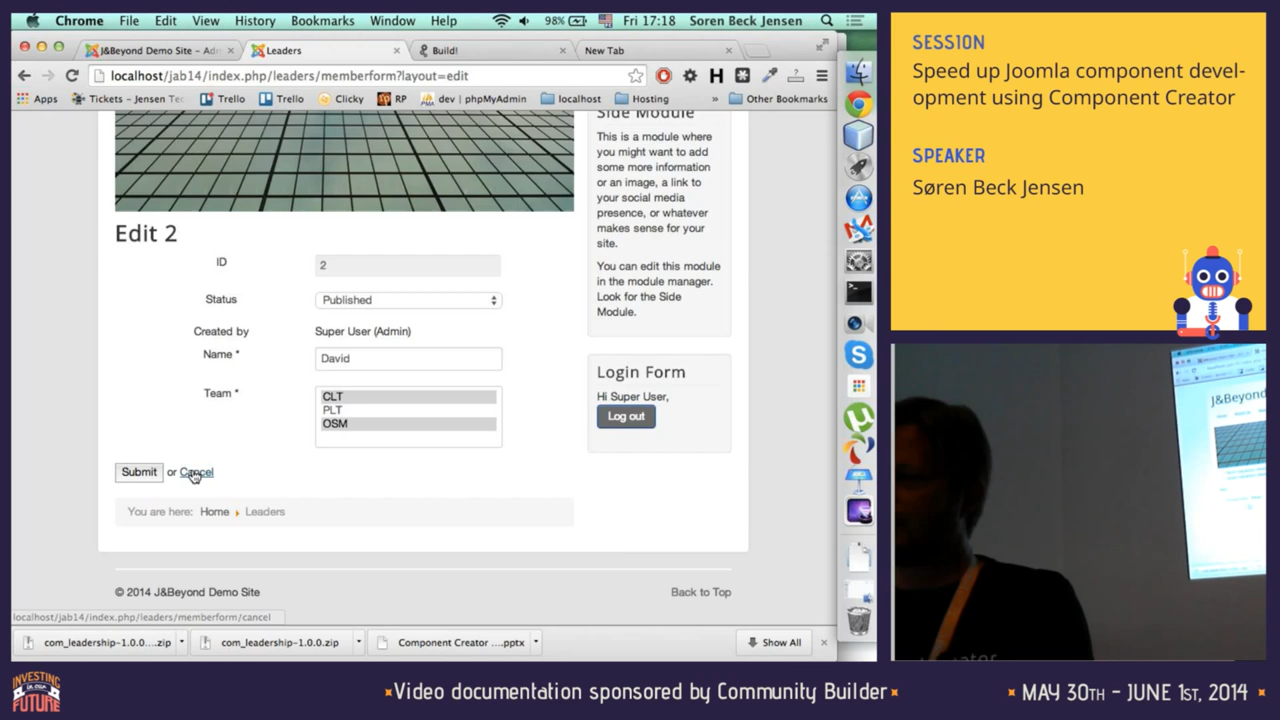 Chrome File Edit View History Bookmarks Window Help 98% Fri 17:18 Soren Beck Jensen
J&Beyond Demo Site - Adm
Leaders
Build!
New Tab
localhost/jab14/index.php/leaders/memberform?layout=edit
Apps Tickets - Jensen Tec Trello Trello Clicky RP dev | phpMyAdmin localhost Hosting » Other Bookmarks
Side Module
This is a module where
you might want to add
some more information
or an image, a link to
your social media
presence, or whatever
makes sense for your
site.
You can edit this module
in the module manager.
Look for the Side
Module.
Edit 2
ID 2
Status Published
Created by Super User (Admin)
Name * David
Team * CLT
PLT
OSM
Submit or Cancel
Login Form
Hi Super User,
Log out
You are here: Home Leaders
© 2014 J&Beyond Demo Site Back to Top
localhost/jab14/index.php/leaders/memberform/cancel
com_leadership-1.0.0...zip com_leadership-1.0.0.zip Component Creator ....pptx Show All
SESSION
Speed up Joomla component devel-
opment using Component Creator
SPEAKER
Søren Beck Jensen
J&Beyond
INVESTING
IN OUR
FUTURE
Video documentation sponsored by Community Builder
MAY 30TH - JUNE 1ST, 2014